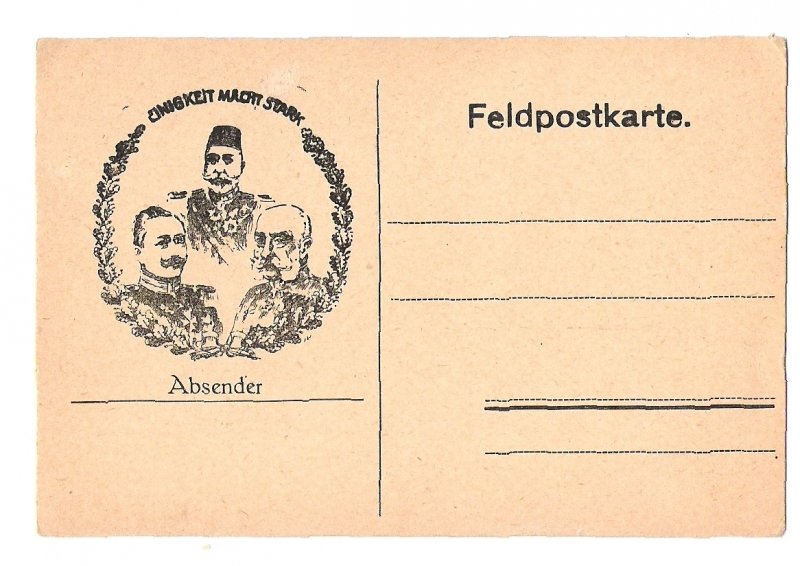 EINIGKEIT MACHT STARK
Absender
Feldpostkarte.